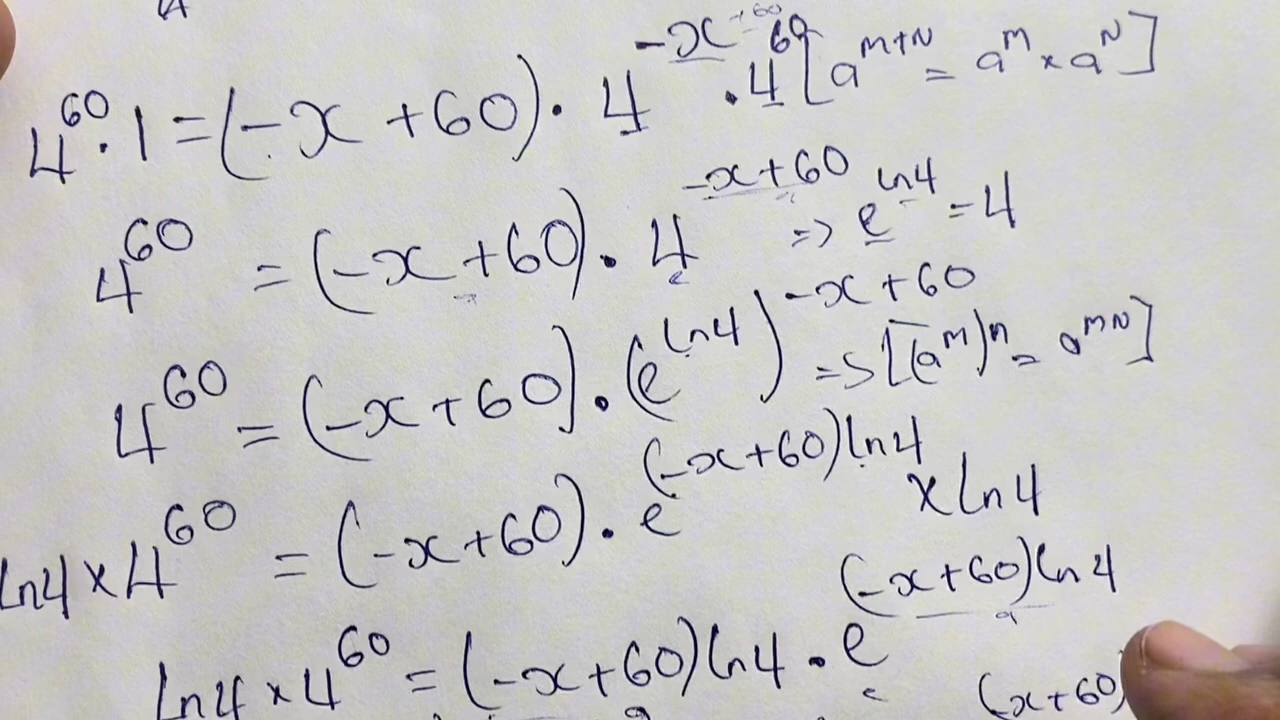 4^60 · 1 = (-x + 60) · 4^-x · 4^60 [a^m+n = a^m × a^n]
4^60 = (-x + 60) · 4^-x+60 => e^ln4 = 4
4^60 = (-x + 60) · (e^ln4)^-x+60 => [(a^m)^n = a^mn]
ln4 × 4^60 = (-x + 60) · e^(-x+60)ln4 × ln4
ln4 × 4^60 = (-x + 60)ln4 · e^(-x+60)ln4
(x+60)